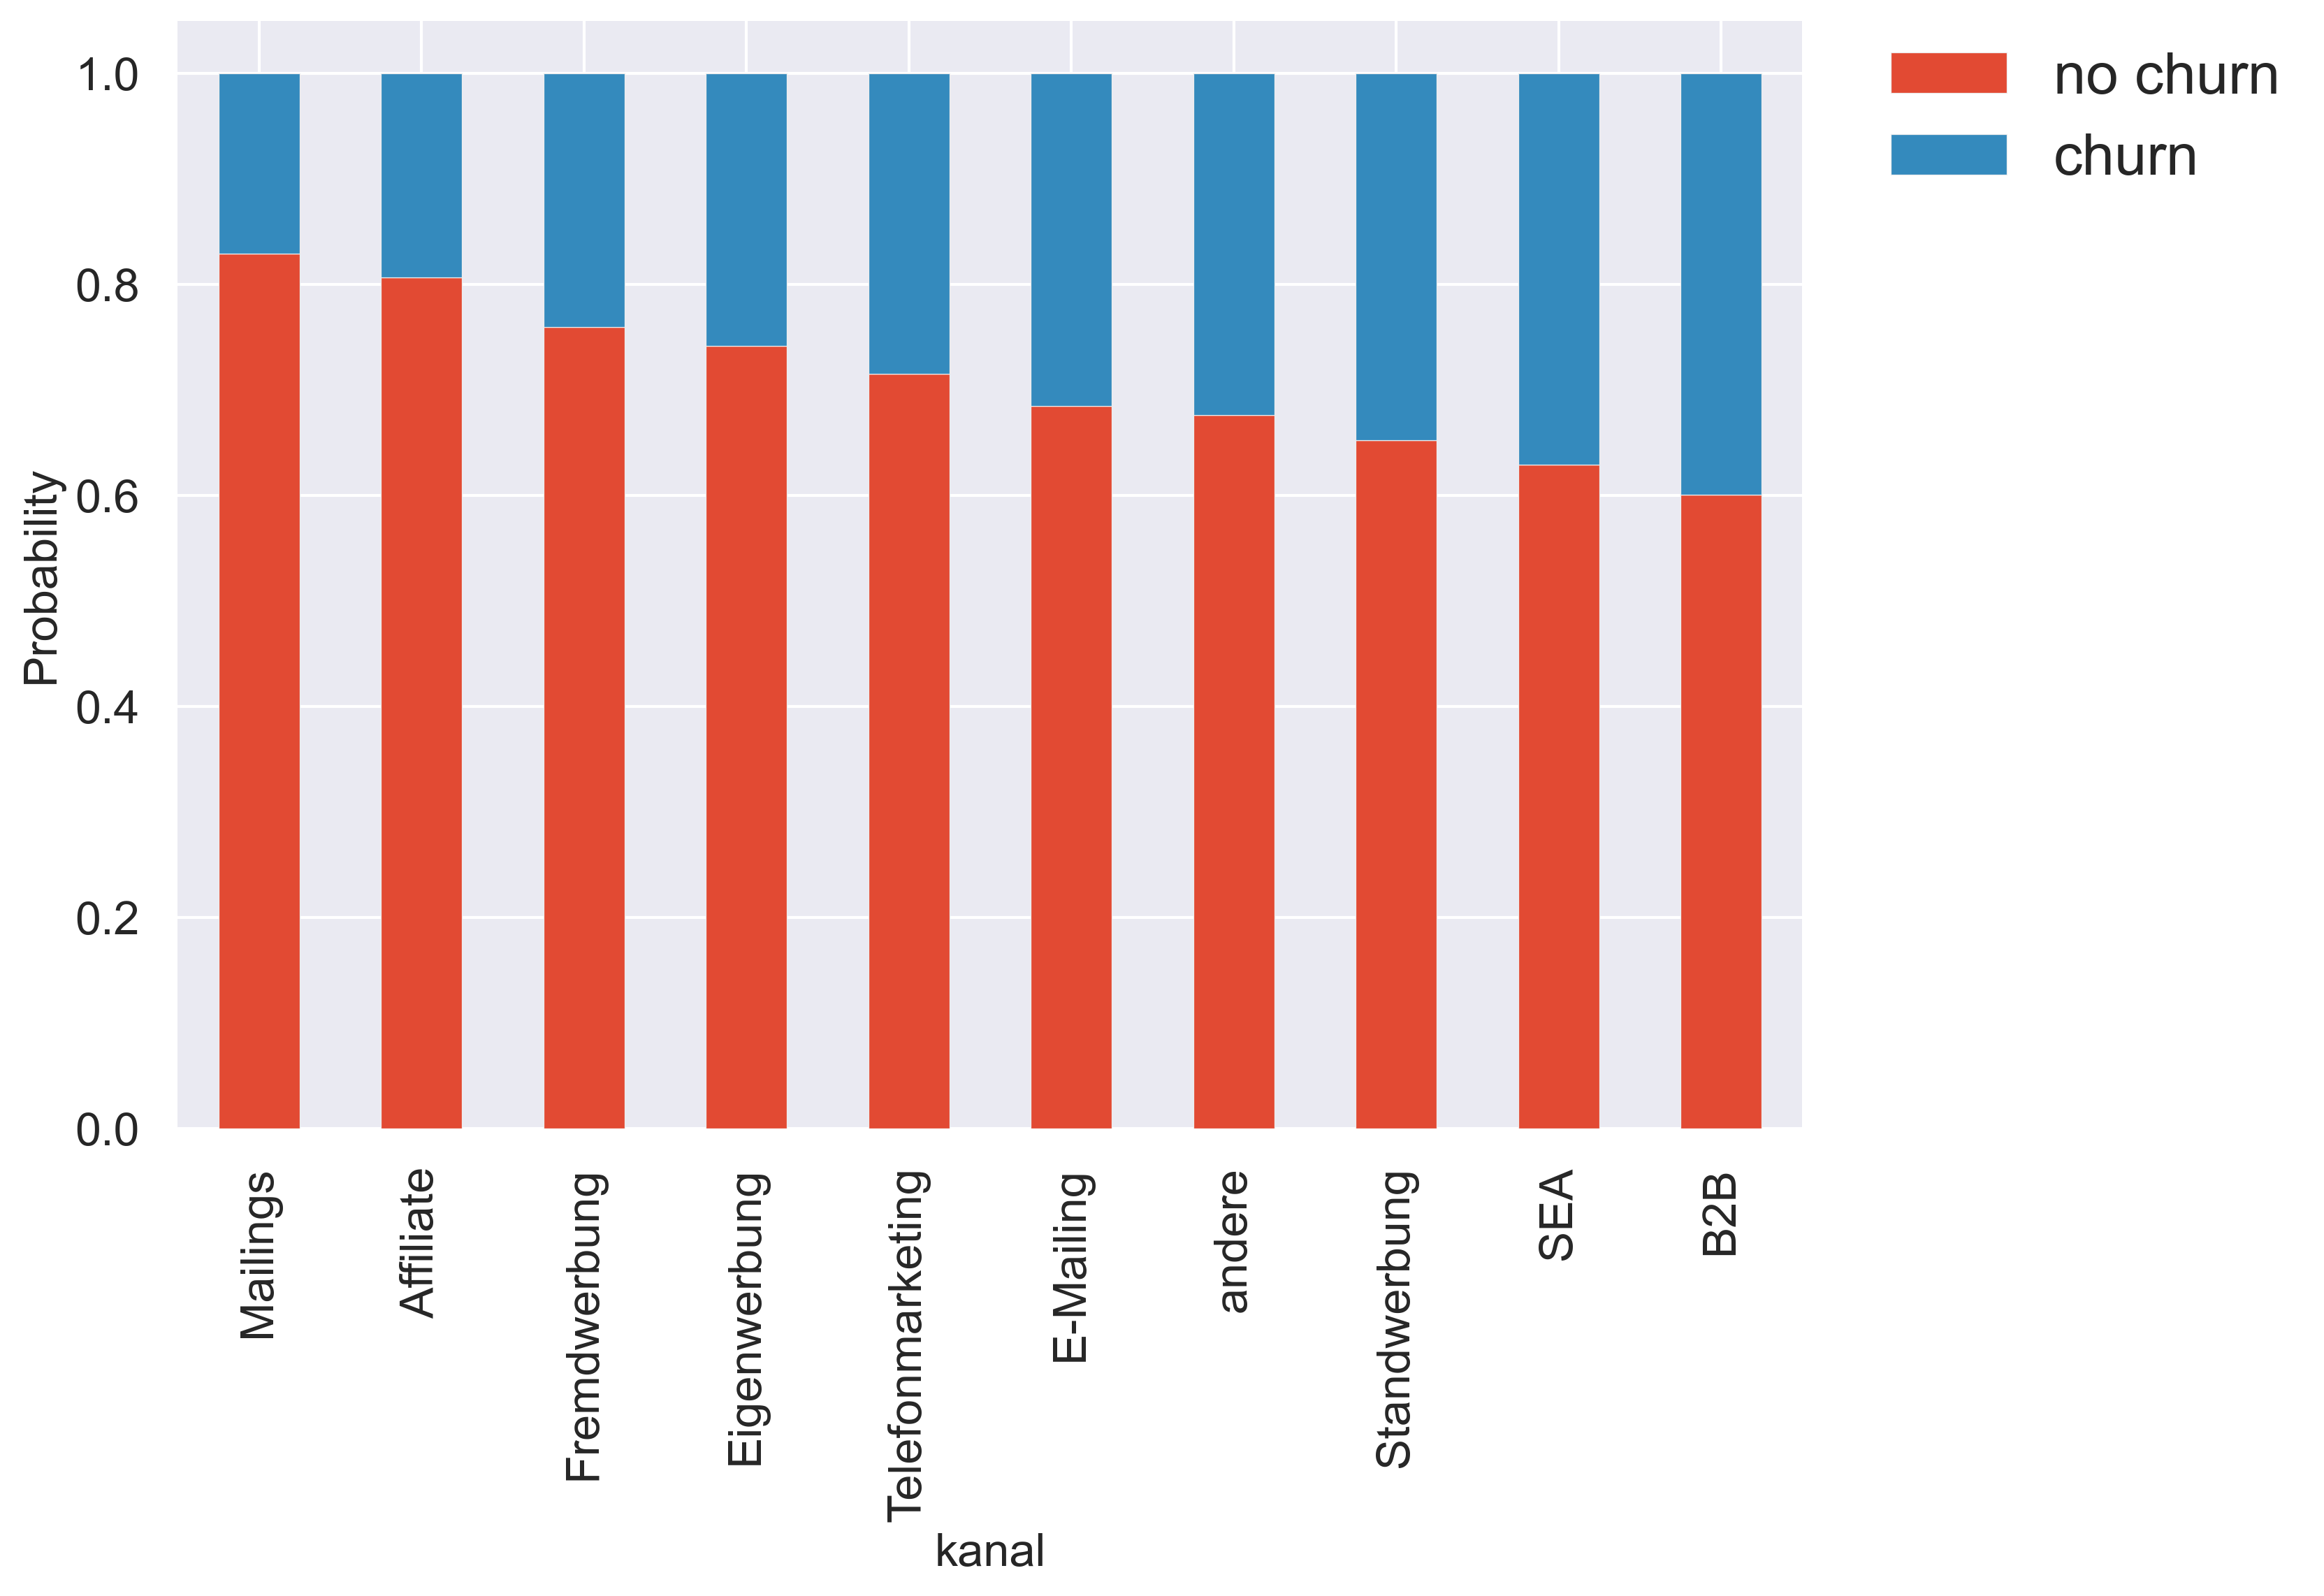 no churn
churn
Probability
1.0
0.8
0.6
0.4
0.2
0.0
Mailings
Affiliate
Fremdwerbung
Eigenwerbung
Telefonmarketing
E-Mailing
andere
Standwerbung
SEA
B2B
kanal